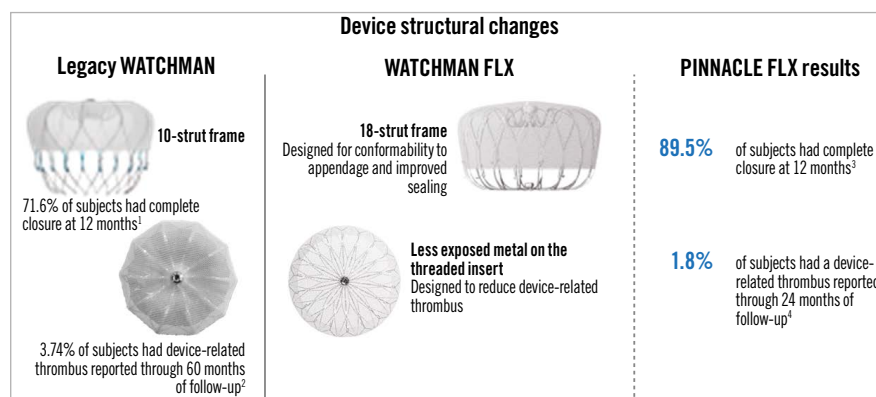 Device structural changes
Legacy WATCHMAN
10-strut frame
71.6% of subjects had complete
closure at 12 months¹
3.74% of subjects had device-related
thrombus reported through 60 months
of follow-up²
WATCHMAN FLX
18-strut frame
Designed for conformability to
appendage and improved
sealing
Less exposed metal on the
threaded insert
Designed to reduce device-related
thrombus
PINNACLE FLX results
89.5%
of subjects had complete
closure at 12 months³
1.8%
of subjects had a device-
related thrombus reported
through 24 months of
follow-up⁴